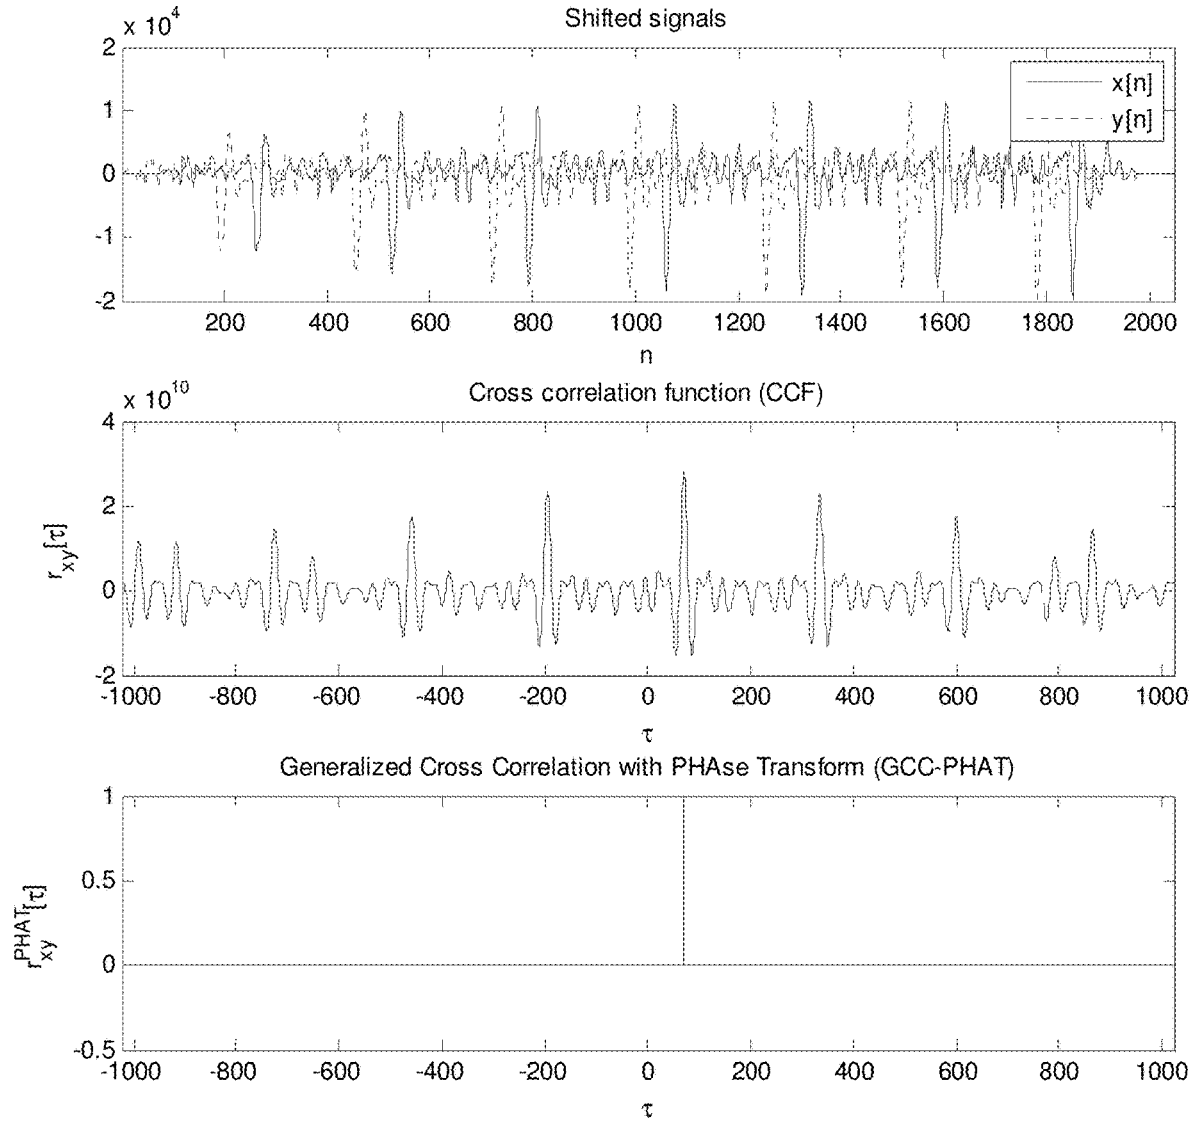 Shifted signals
x 10^4
2
1
0
-1
-2
x[n]
y[n]
200 400 600 800 1000 1200 1400 1600 1800 2000
n
Cross correlation function (CCF)
x 10^10
4
2
0
-2
r_xy[τ]
-1000 -800 -600 -400 -200 0 200 400 600 800 1000
τ
Generalized Cross Correlation with PHAse Transform (GCC-PHAT)
1
0.5
0
-0.5
r_xy^PHAT[τ]
-1000 -800 -600 -400 -200 0 200 400 600 800 1000
τ